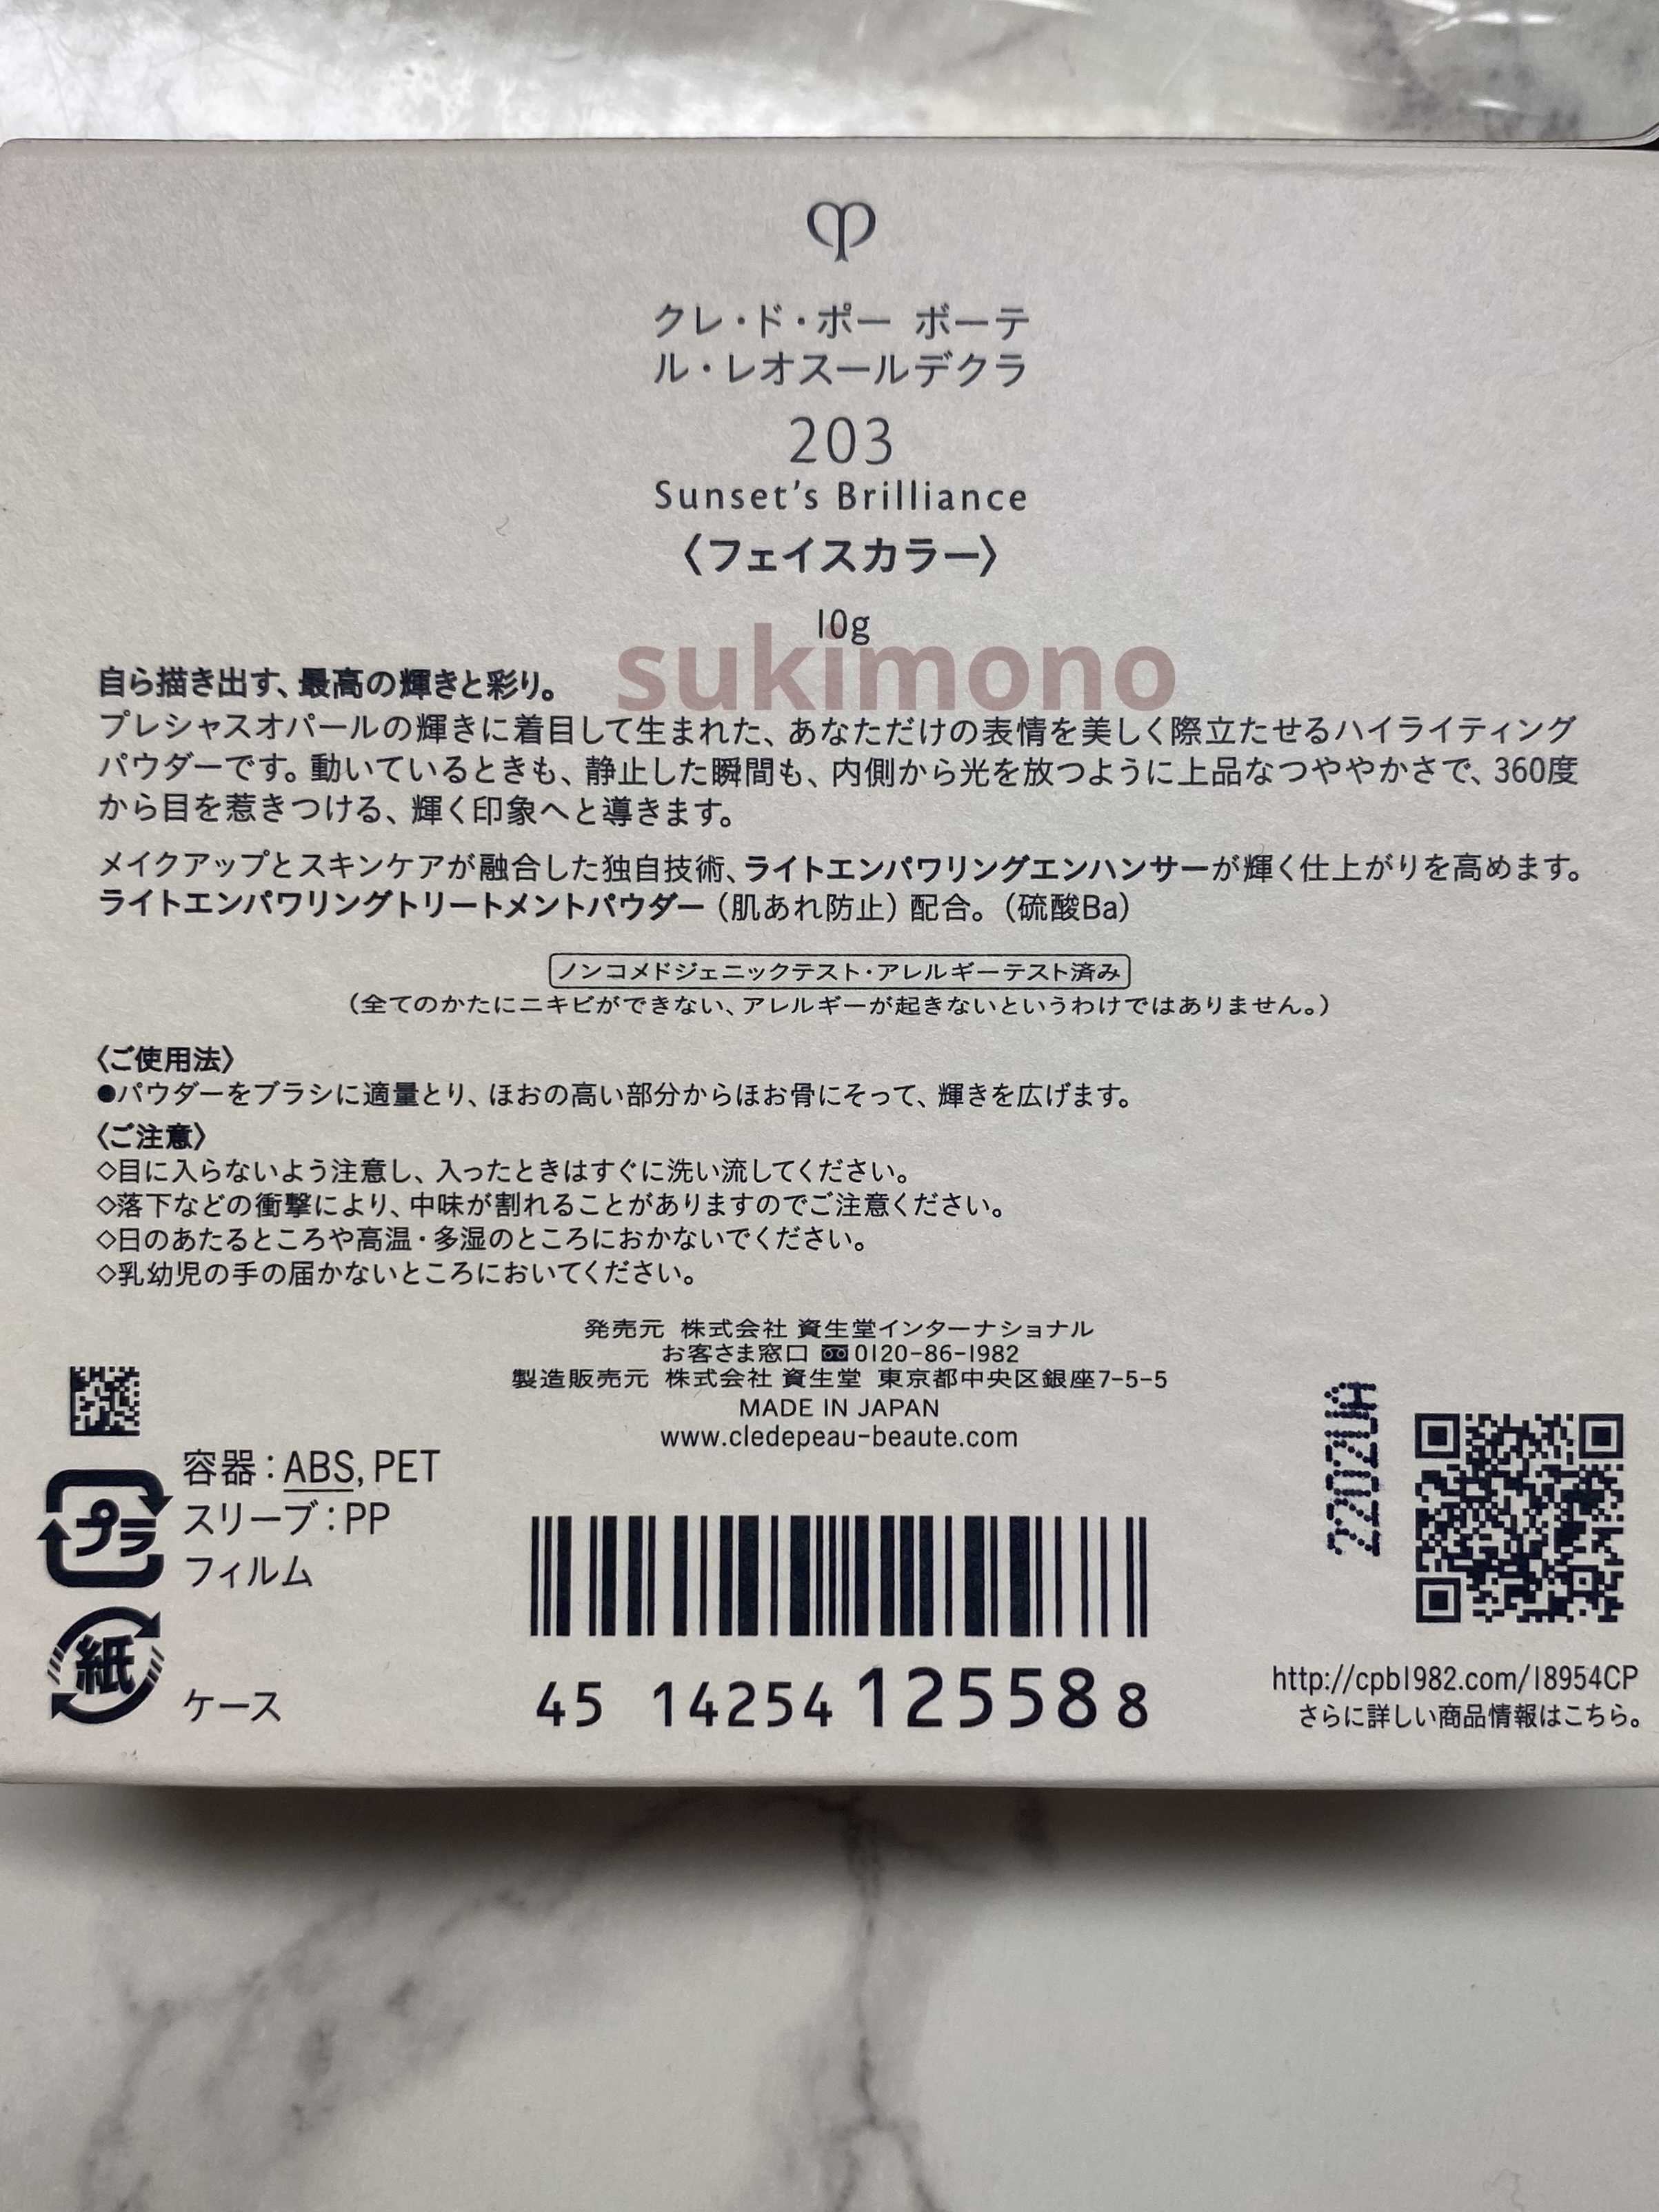 クレ・ド・ポー ボーテ
ル・レオスールデクラ
203
Sunset's Brilliance
〈フェイスカラー〉
10g
sukimono
自ら描き出す、最高の輝きと彩り。
プレシャスオパールの輝きに着目して生まれた、あなただけの表情を美しく際立たせるハイライティング
パウダーです。動いているときも、静止した瞬間も、内側から光を放つように上品なつややかさで、360度
から目を惹きつける、輝く印象へと導きます。
メイクアップとスキンケアが融合した独自技術、ライトエンパワリングエンハンサーが輝く仕上がりを高めます。
ライトエンパワリングトリートメントパウダー（肌あれ防止）配合。（硫酸Ba）
ノンコメドジェニックテスト・アレルギーテスト済み
（全てのかたにニキビができない、アレルギーが起きないというわけではありません。）
〈ご使用法〉
●パウダーをブラシに適量とり、ほおの高い部分からほお骨にそって、輝きを広げます。
〈ご注意〉
◇目に入らないよう注意し、入ったときはすぐに洗い流してください。
◇落下などの衝撃により、中味が割れることがありますのでご注意ください。
◇日のあたるところや高温・多湿のところにおかないでください。
◇乳幼児の手の届かないところにおいてください。
発売元 株式会社 資生堂インターナショナル
お客さま窓口 0120-86-1982
製造販売元 株式会社 資生堂 東京都中央区銀座7-5-5
MADE IN JAPAN
www.cledepeau-beaute.com
プラ
容器：ABS, PET
スリーブ：PP
フィルム
紙
ケース
45 14254 12558 8
2202UA
http://cpb1982.com/18954CP
さらに詳しい商品情報はこちら。